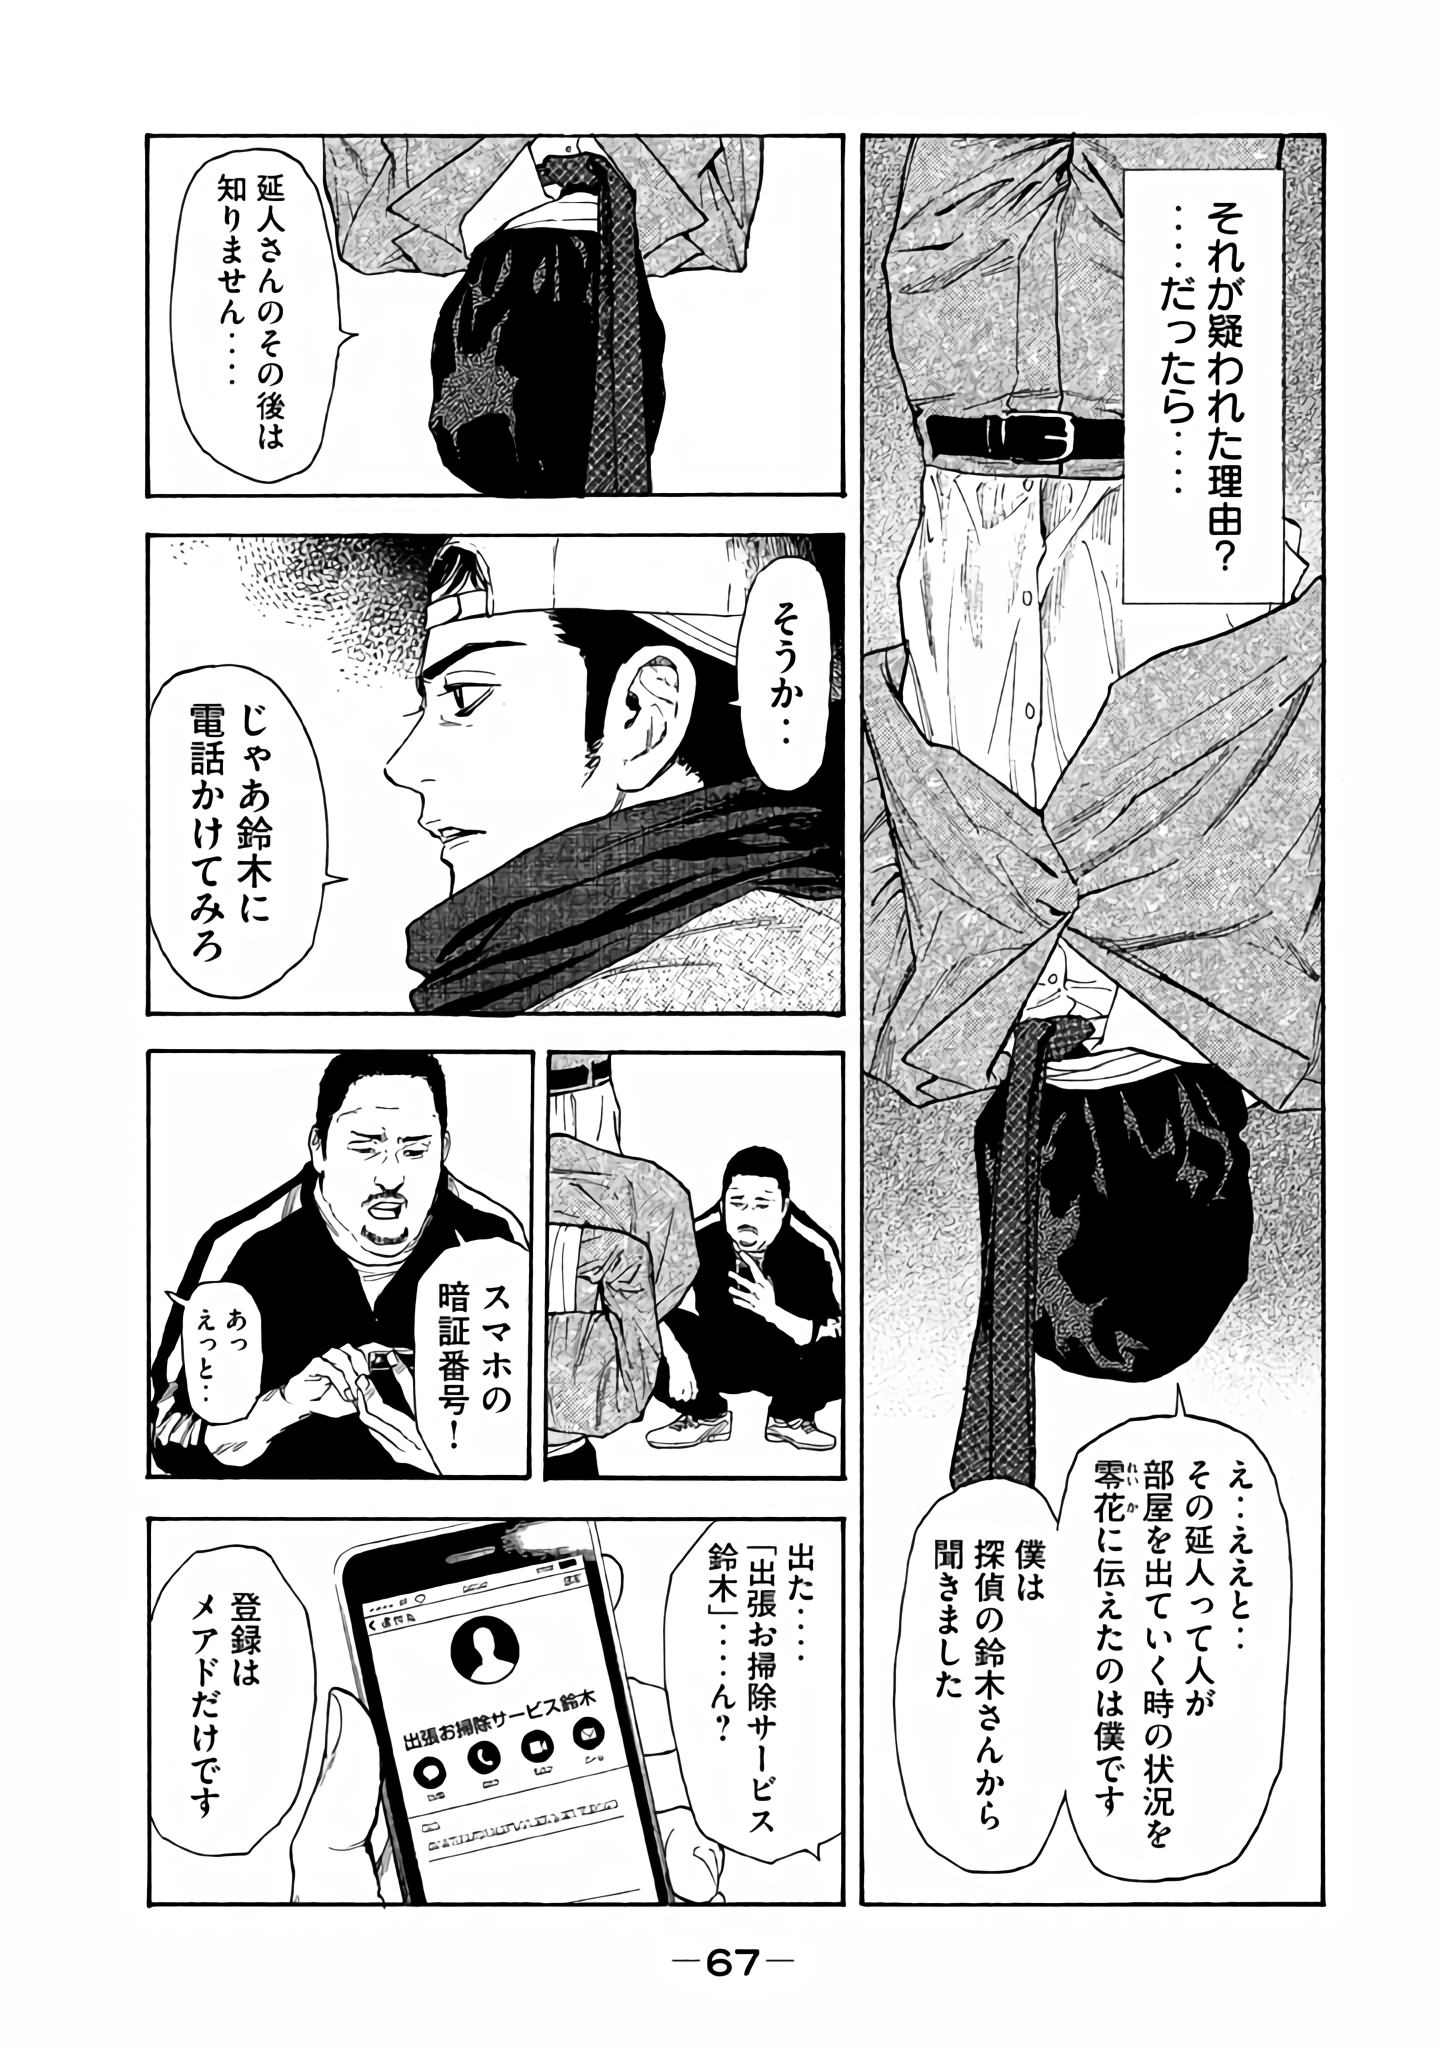 それが疑われた理由?
・・・・・だったら・・・・
え・・ええと・・
その延人って人が
部屋を出ていく時の状況を
零花に伝えたのは僕です
れいか
僕は
探偵の鈴木さんから
聞きました
延人さんのその後は
知りません・・・・
そうか・・
じゃあ鈴木に
電話かけてみろ
スマホの
暗証番号!
あっ
えっと・・
出た・・・・
「出張お掃除サービス
鈴木」・・・・ん?
出張お掃除サービス鈴木
登録は
メアドだけです
—67—